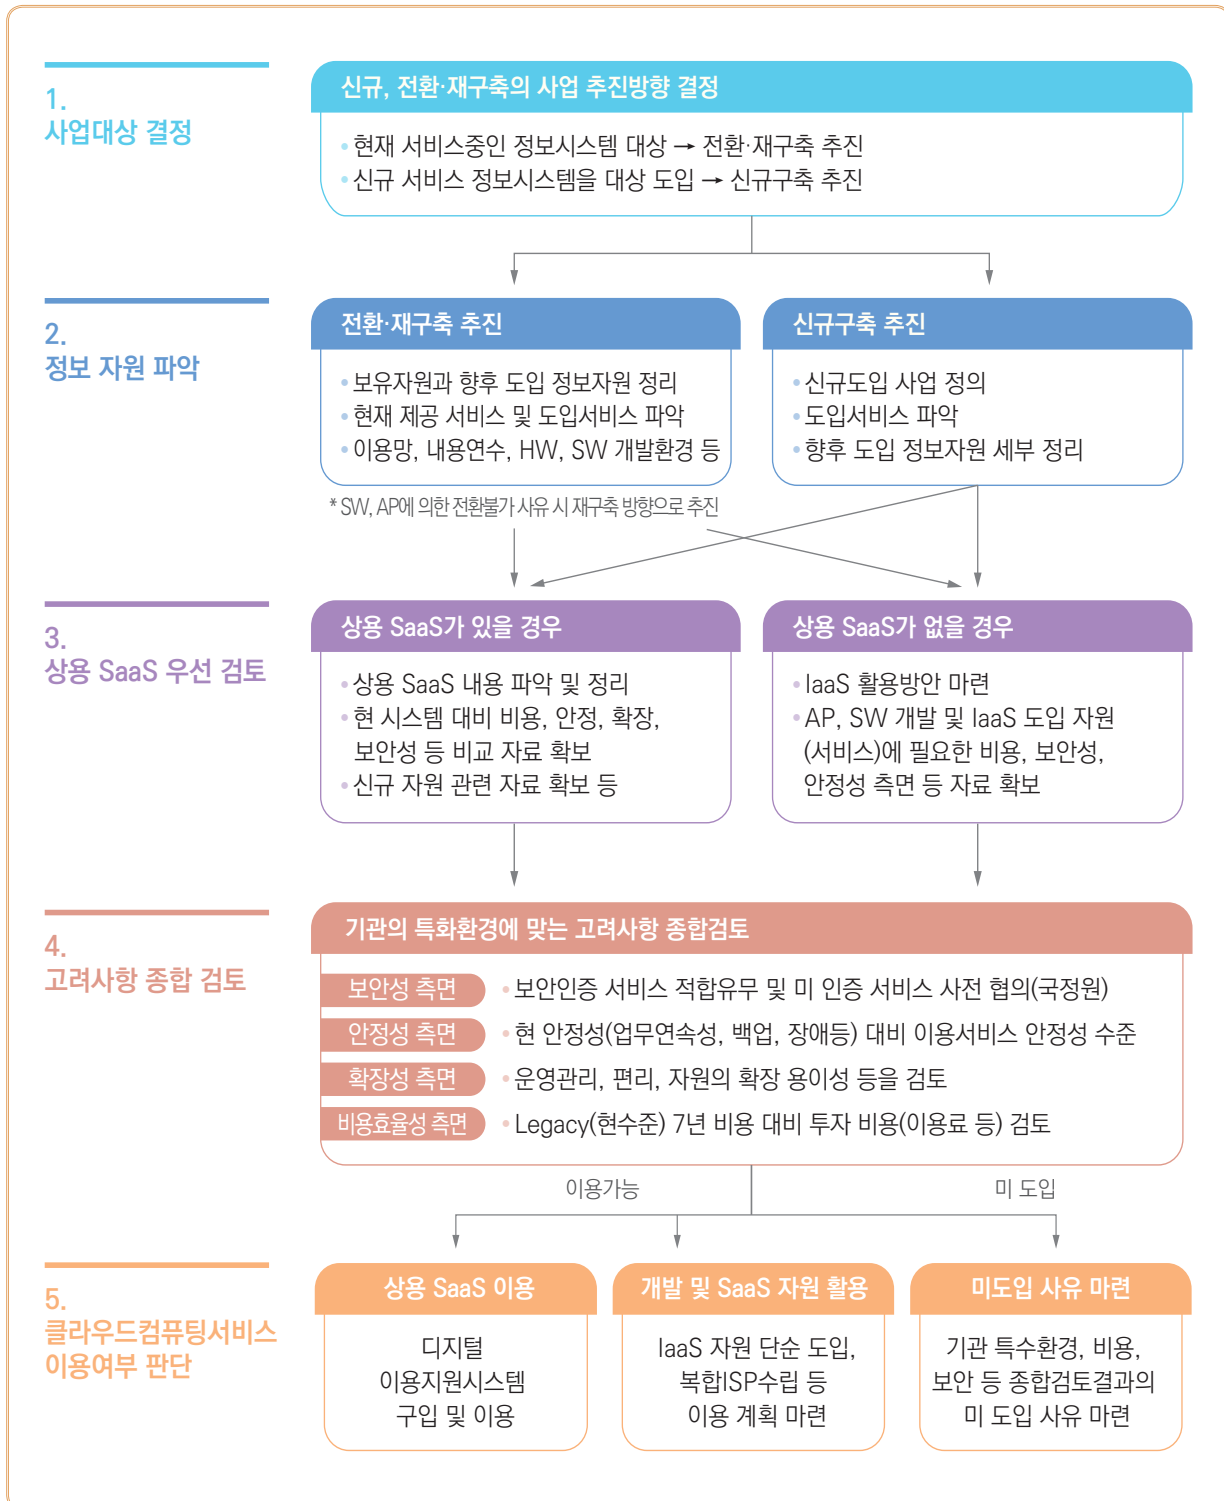 1.
사업대상 결정
신규, 전환·재구축의 사업 추진방향 결정
• 현재 서비스중인 정보시스템 대상 → 전환·재구축 추진
• 신규 서비스 정보시스템을 대상 도입 → 신규구축 추진
2.
정보 자원 파악
전환·재구축 추진
• 보유자원과 향후 도입 정보자원 정리
• 현재 제공 서비스 및 도입서비스 파악
• 이용망, 내용연수, HW, SW 개발환경 등
* SW, AP에 의한 전환불가 사유 시 재구축 방향으로 추진
신규구축 추진
• 신규도입 사업 정의
• 도입서비스 파악
• 향후 도입 정보자원 세부 정리
3.
상용 SaaS 우선 검토
상용 SaaS가 있을 경우
• 상용 SaaS 내용 파악 및 정리
• 현 시스템 대비 비용, 안정, 확장,
보안성 등 비교 자료 확보
• 신규 자원 관련 자료 확보 등
상용 SaaS가 없을 경우
• IaaS 활용방안 마련
• AP, SW 개발 및 IaaS 도입 자원
(서비스)에 필요한 비용, 보안성,
안정성 측면 등 자료 확보
4.
고려사항 종합 검토
기관의 특화환경에 맞는 고려사항 종합검토
보안성 측면 • 보안인증 서비스 적합유무 및 미 인증 서비스 사전 협의(국정원)
안정성 측면 • 현 안정성(업무연속성, 백업, 장애등) 대비 이용서비스 안정성 수준
확장성 측면 • 운영관리, 편리, 자원의 확장 용이성 등을 검토
비용효율성 측면 • Legacy(현수준) 7년 비용 대비 투자 비용(이용료 등) 검토
이용가능
미 도입
5.
클라우드컴퓨팅서비스
이용여부 판단
상용 SaaS 이용
디지털
이용지원시스템
구입 및 이용
개발 및 SaaS 자원 활용
IaaS 자원 단순 도입,
복합ISP수립 등
이용 계획 마련
미도입 사유 마련
기관 특수환경, 비용,
보안 등 종합검토결과의
미 도입 사유 마련